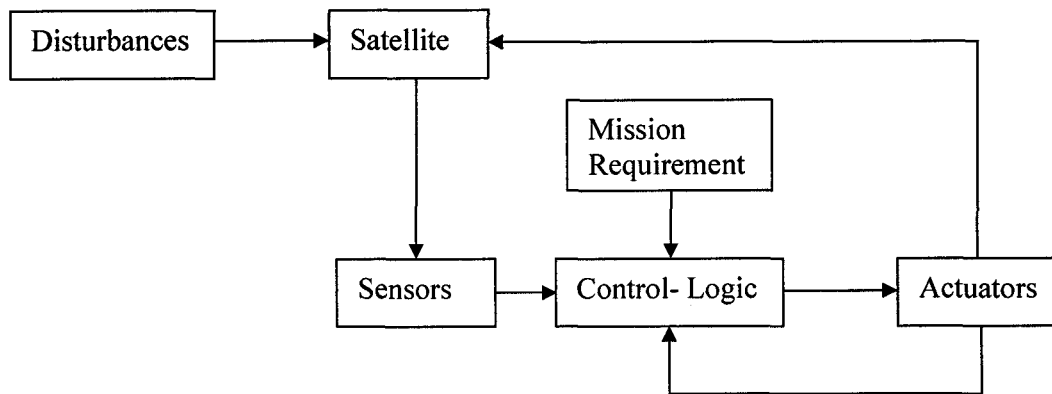 Disturbances
Satellite
Mission
Requirement
Sensors
Control- Logic
Actuators